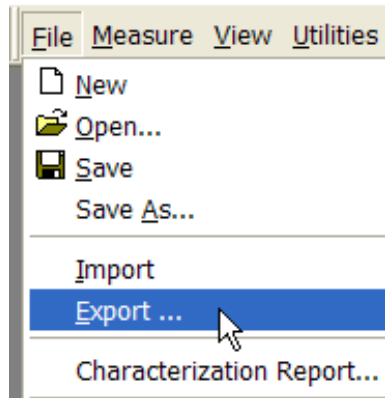 File Measure View Utilities
New
Open...
Save
Save As...
Import
Export ...
Characterization Report...